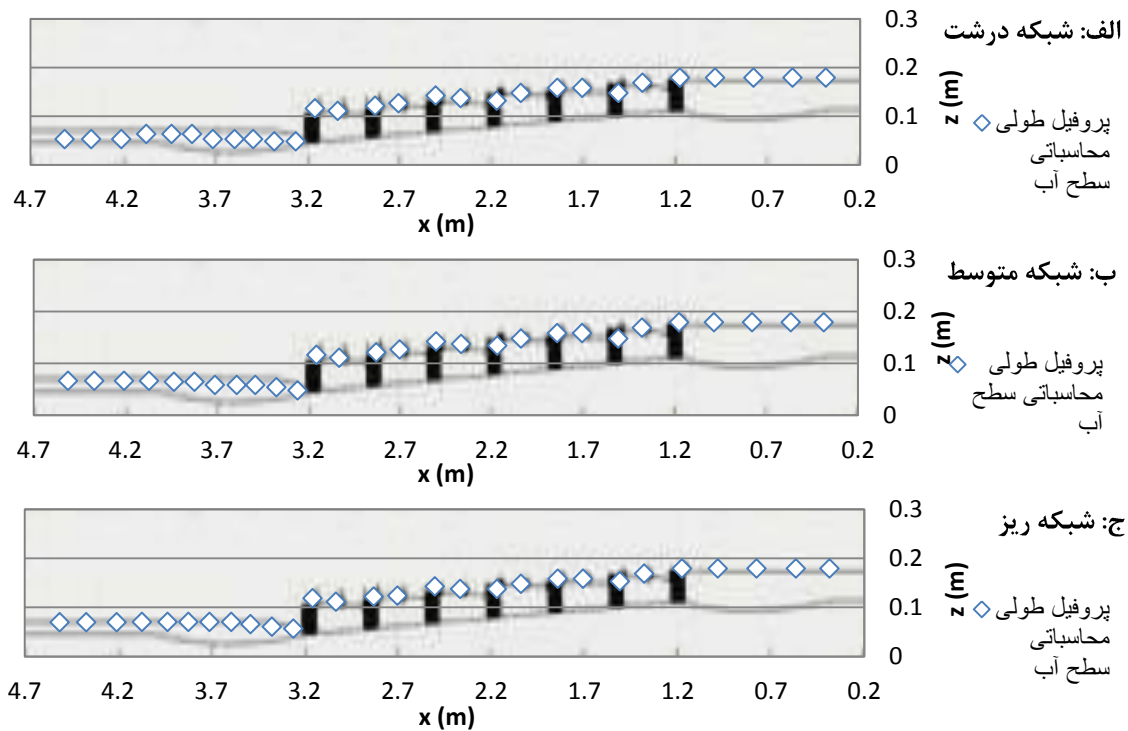 الف: شبکه درشت
0.3
0.2
0.1
0
z (m)
پروفیل طولی
محاسباتی
سطح آب
4.7 4.2 3.7 3.2 2.7 2.2 1.7 1.2 0.7 0.2
x (m)
ب: شبکه متوسط
0.3
0.2
0.1
0
z (m)
پروفیل طولی
محاسباتی سطح
آب
4.7 4.2 3.7 3.2 2.7 2.2 1.7 1.2 0.7 0.2
x (m)
ج: شبکه ریز
0.3
0.2
0.1
0
z (m)
پروفیل طولی
محاسباتی
سطح آب
4.7 4.2 3.7 3.2 2.7 2.2 1.7 1.2 0.7 0.2
x (m)